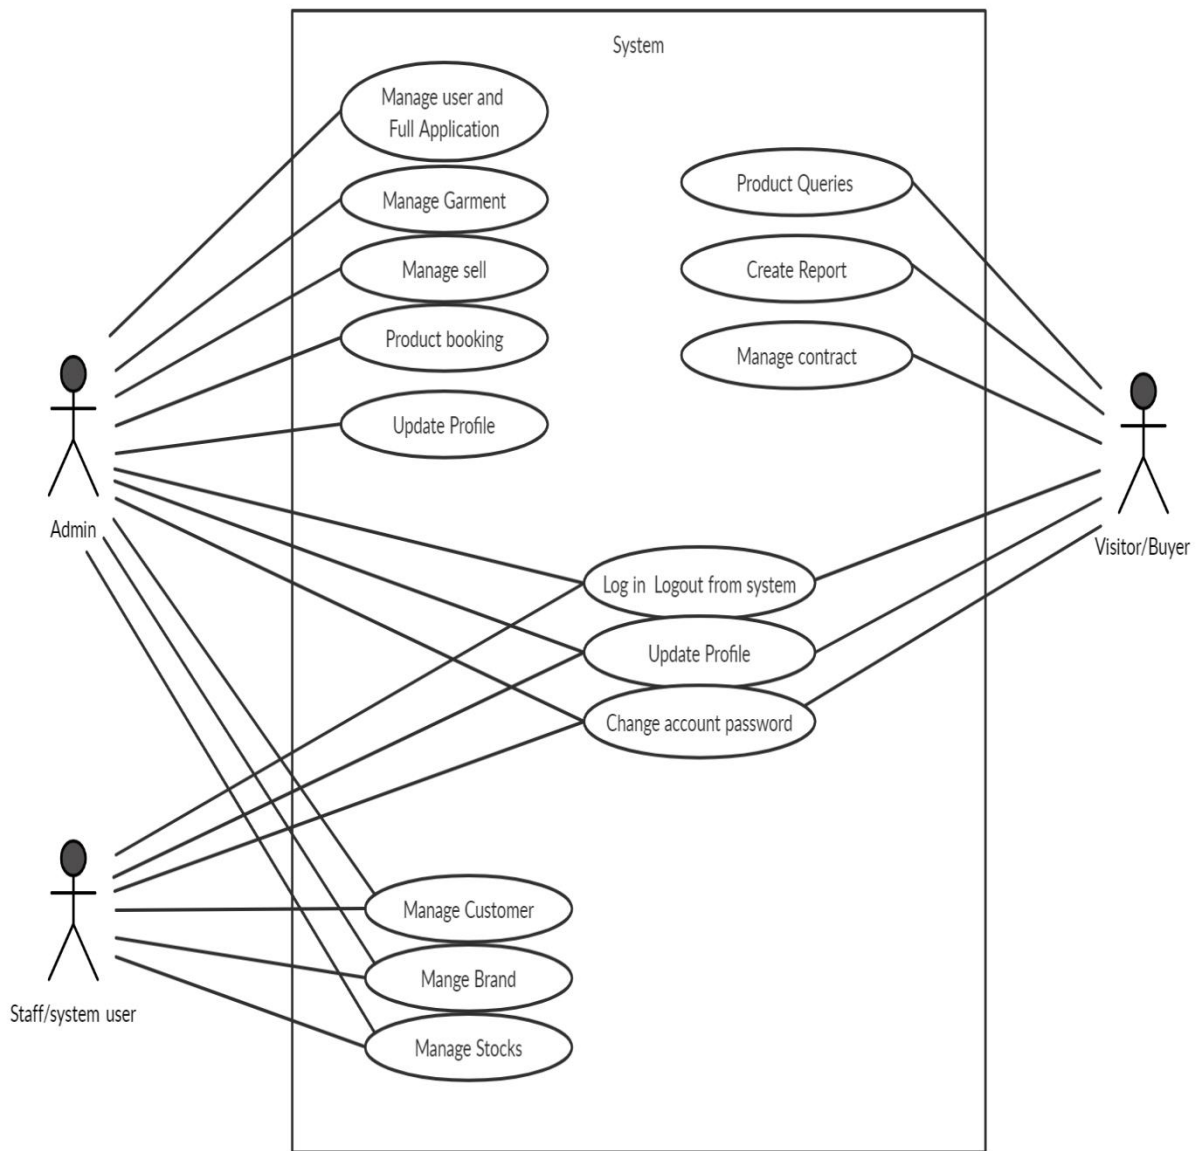 System
Manage user and
Full Application
Manage Garment
Manage sell
Product booking
Update Profile
Product Queries
Create Report
Manage contract
Admin
Visitor/Buyer
Log in  Logout from system
Update Profile
Change account password
Staff/system user
Manage Customer
Mange Brand
Manage Stocks